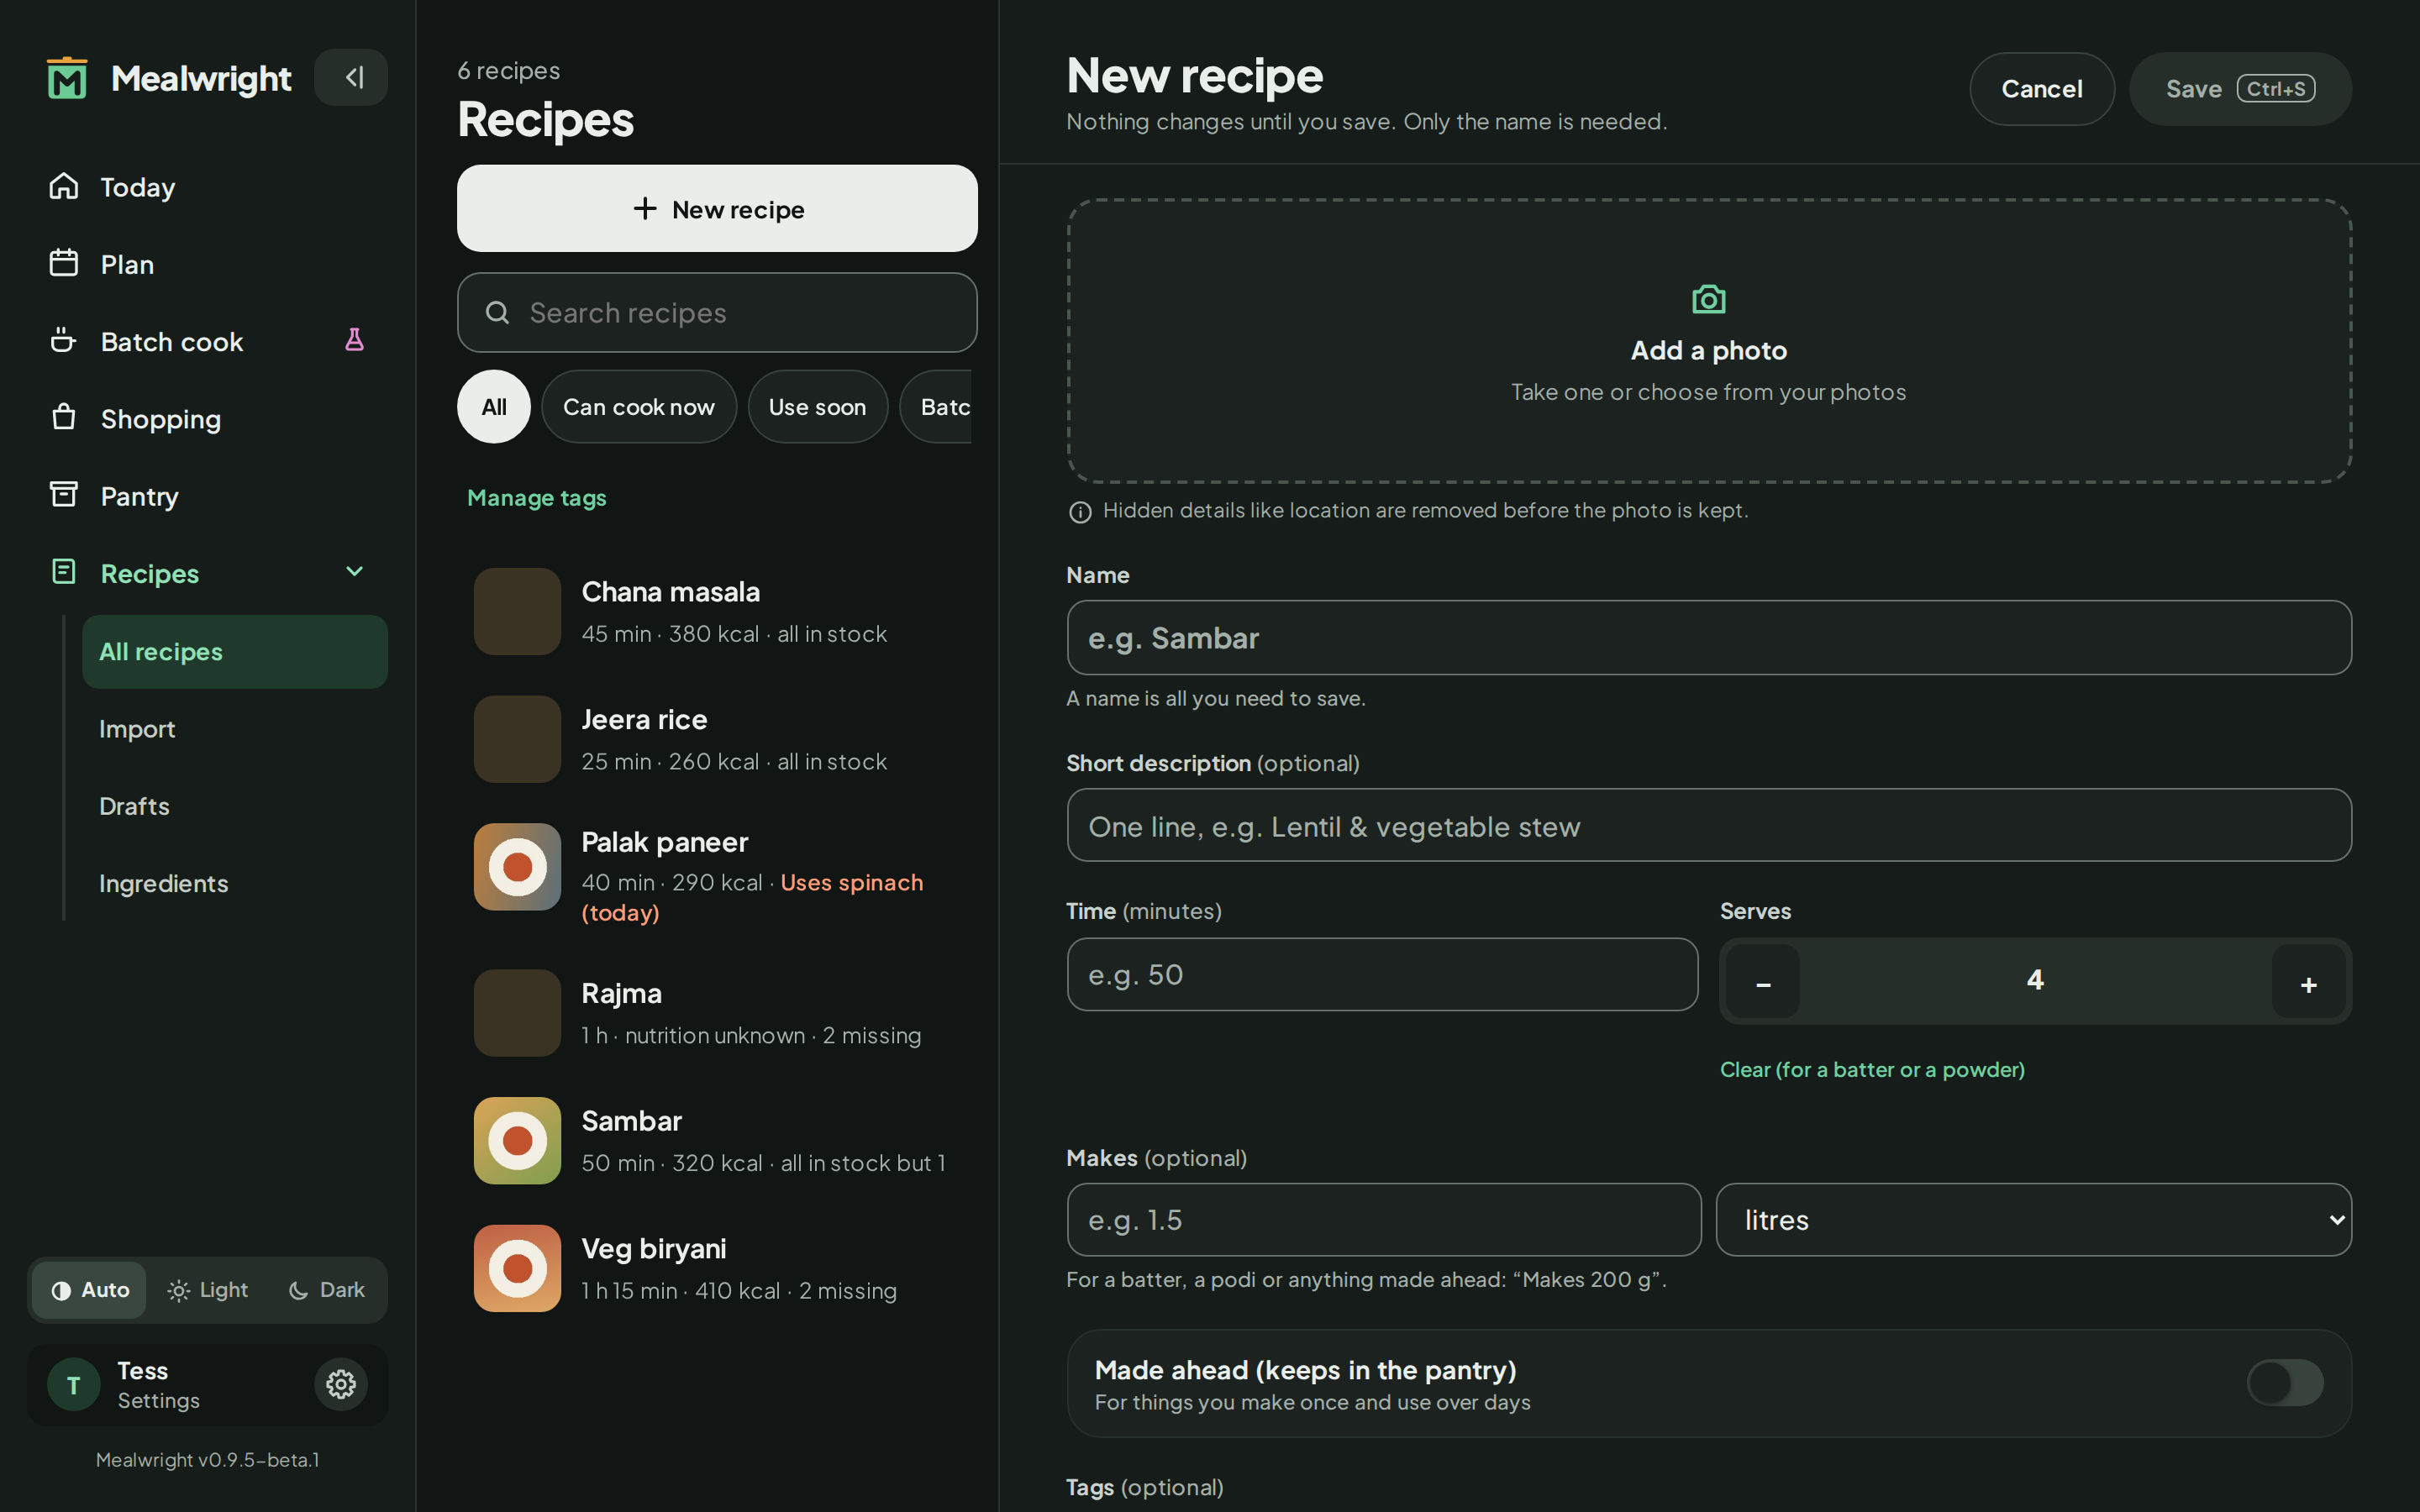 Mealwright
Today
Plan
Batch cook
Shopping
Pantry
Recipes
All recipes
Import
Drafts
Ingredients
Auto
Light
Dark
T
Tess
Settings
Mealwright v0.9.5-beta.1
6 recipes
Recipes
New recipe
Search recipes
All
Can cook now
Use soon
Batc
Manage tags
Chana masala
45 min · 380 kcal · all in stock
Jeera rice
25 min · 260 kcal · all in stock
Palak paneer
40 min · 290 kcal · Uses spinach
(today)
Rajma
1 h · nutrition unknown · 2 missing
Sambar
50 min · 320 kcal · all in stock but 1
Veg biryani
1 h 15 min · 410 kcal · 2 missing
New recipe
Nothing changes until you save. Only the name is needed.
Cancel
Save Ctrl+S
Add a photo
Take one or choose from your photos
Hidden details like location are removed before the photo is kept.
Name
e.g. Sambar
A name is all you need to save.
Short description (optional)
One line, e.g. Lentil & vegetable stew
Time (minutes)
e.g. 50
Serves
− 4 +
Clear (for a batter or a powder)
Makes (optional)
e.g. 1.5
litres
For a batter, a podi or anything made ahead: “Makes 200 g”.
Made ahead (keeps in the pantry)
For things you make once and use over days
Tags (optional)